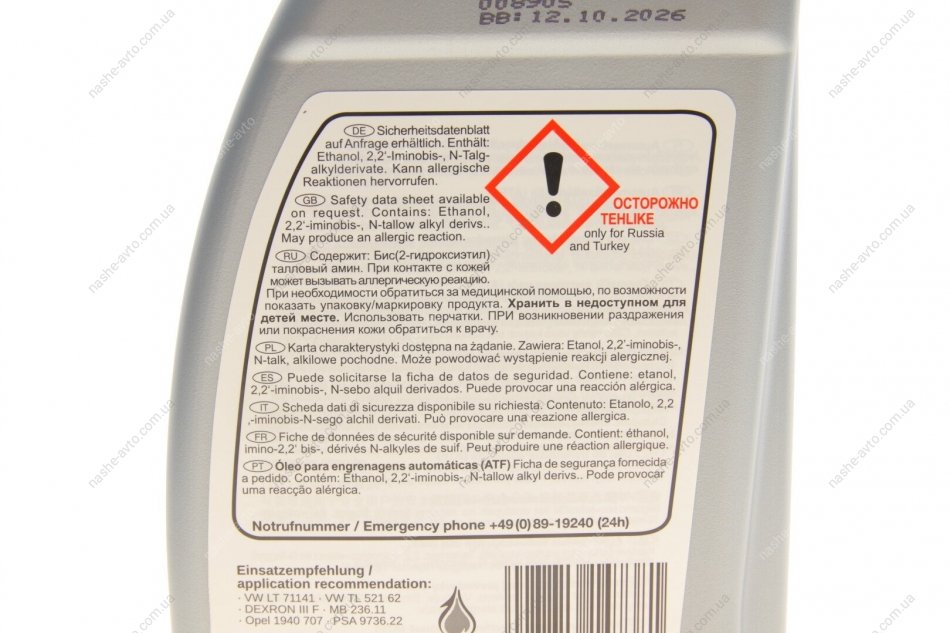 008905
BB: 12.10.2026
DE Sicherheitsdatenblatt
auf Anfrage erhältlich. Enthält:
Ethanol, 2,2'-Iminobis-, N-Talg-
alkylderivate. Kann allergische
Reaktionen hervorrufen.
GB Safety data sheet available
on request. Contains: Ethanol,
2,2'-iminobis-, N-tallow alkyl derivs..
May produce an allergic reaction.
RU Содержит: Бис(2-гидроксиэтил)
талловый амин. При контакте с кожей
может вызывать аллергическую реакцию.
При необходимости обратиться за медицинской помощью, по возможности
показать упаковку/маркировку продукта. Хранить в недоступном для
детей месте. Использовать перчатки. ПРИ возникновении раздражения
или покраснения кожи обратиться к врачу.
ОСТОРОЖНО
TEHLIKE
only for Russia
and Turkey
PL Karta charakterystyki dostępna na żądanie. Zawiera: Etanol, 2,2'-iminobis-,
N-talk, alkilowe pochodne. Może powodować wystąpienie reakcji alergicznej.
ES Puede solicitarse la ficha de datos de seguridad. Contiene: etanol,
2,2'-iminobis-, N-sebo alquil derivados. Puede provocar una reacción alérgica.
IT Scheda dati di sicurezza disponibile su richiesta. Contenuto: Etanolo, 2,2
,-iminobis-N-sego alchil derivati. Può provocare una reazione allergica.
FR Fiche de données de sécurité disponible sur demande. Contient: éthanol,
imino-2,2' bis-, dérivés N-alkyles de suif. Peut produire une réaction allergique.
PT Óleo para engrenagens automáticas (ATF) Ficha de segurança fornecida
a pedido. Contém: Ethanol, 2,2'-iminobis-, N-tallow alkyl derivs.. Pode provocar
uma reacção alérgica.
Notrufnummer / Emergency phone +49(0)89-19240 (24h)
Einsatzempfehlung /
application recommendation:
· VW LT 71141 · VW TL 521 62
· DEXRON III F · MB 236.11
· Opel 1940 707 · PSA 9736.22
nashe-avto.com.ua